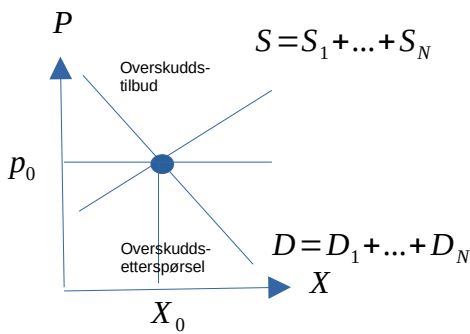 P
Overskudds-
tilbud
S=S₁+...+S_N
p₀
Overskudds-
etterspørsel
D=D₁+...+D_N
X
X₀